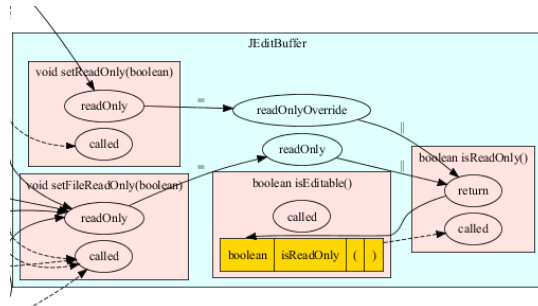 JEditBuffer
void setReadOnly(boolean)
readOnly
called
=
readOnlyOverride
||
readOnly
=
||
void setFileReadOnly(boolean)
readOnly
called
boolean isEditable()
called
boolean isReadOnly ( )
boolean isReadOnly()
return
called